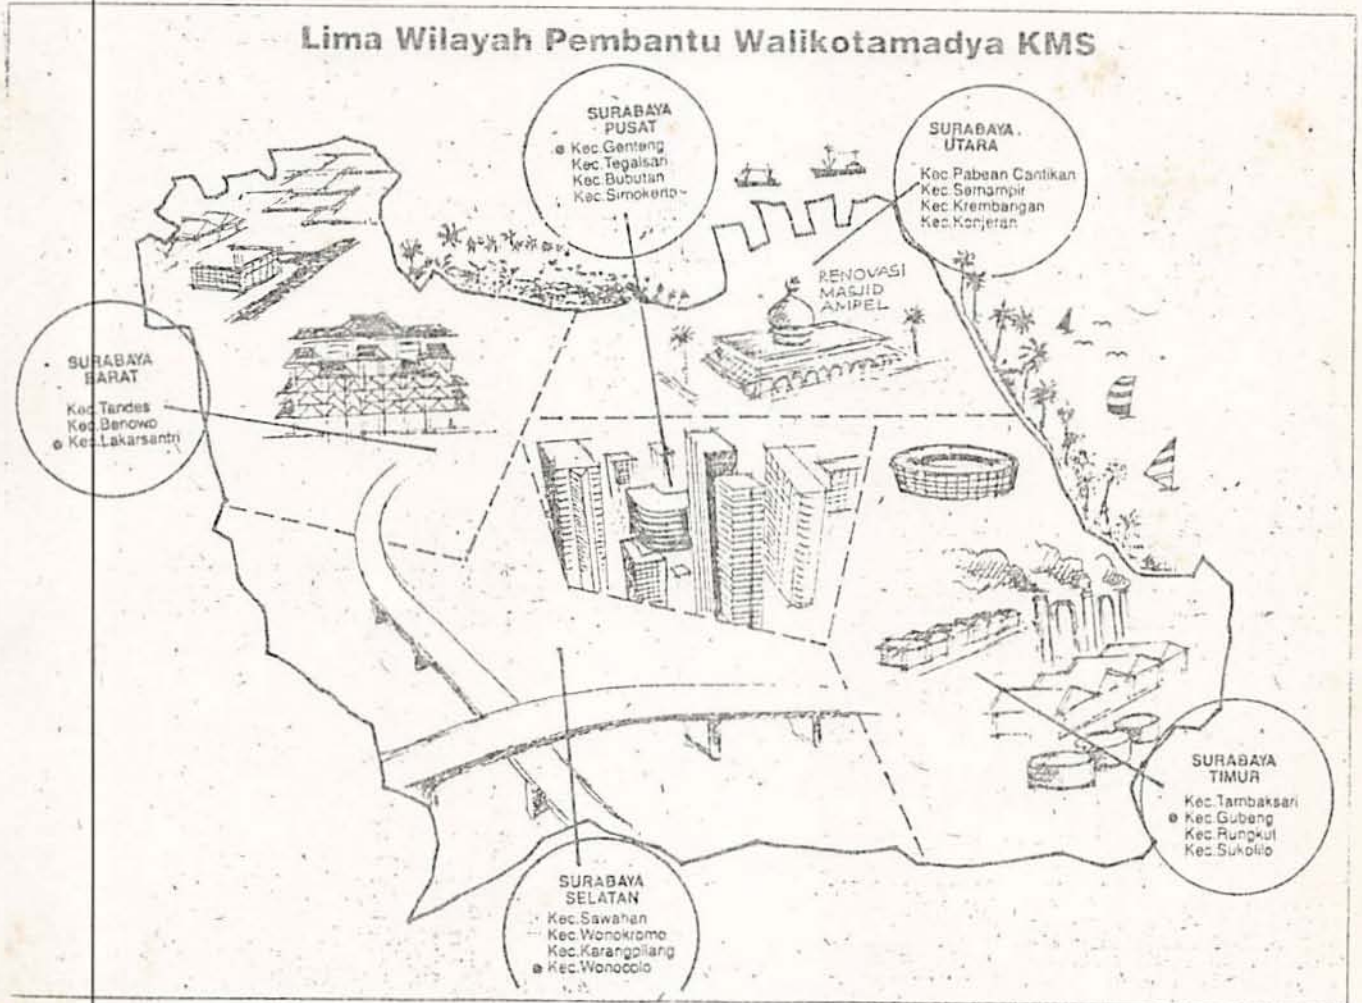 Lima Wilayah Pembantu Walikotamadya KMS
SURABAYA
PUSAT
Kec.Genteng
Kec.Tegalsari
Kec.Bubutan
Kec.Simokerto
SURABAYA
UTARA
Kec.Pabean Cantikan
Kec.Semampir
Kec.Krembangan
Kec.Kenjeran
RENOVASI
MASJID
AMPEL
SURABAYA
BARAT
Kec.Tandes
Kec.Benowo
Kec.Lakarsantri
SURABAYA
TIMUR
Kec.Tambaksari
Kec.Gubeng
Kec.Rungkut
Kec.Sukolilo
SURABAYA
SELATAN
Kec.Sawahan
Kec.Wonokromo
Kec.Karangpilang
Kec.Wonocolo